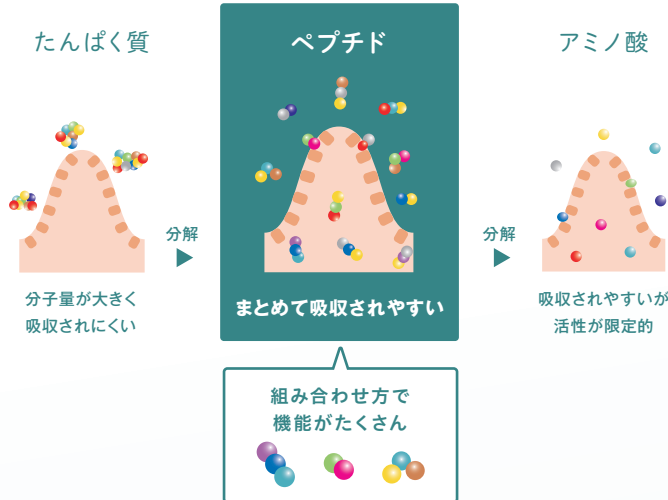 たんぱく質
分子量が大きく
吸収されにくい
分解
ペプチド
まとめて吸収されやすい
組み合わせ方で
機能がたくさん
分解
アミノ酸
吸収されやすいが
活性が限定的